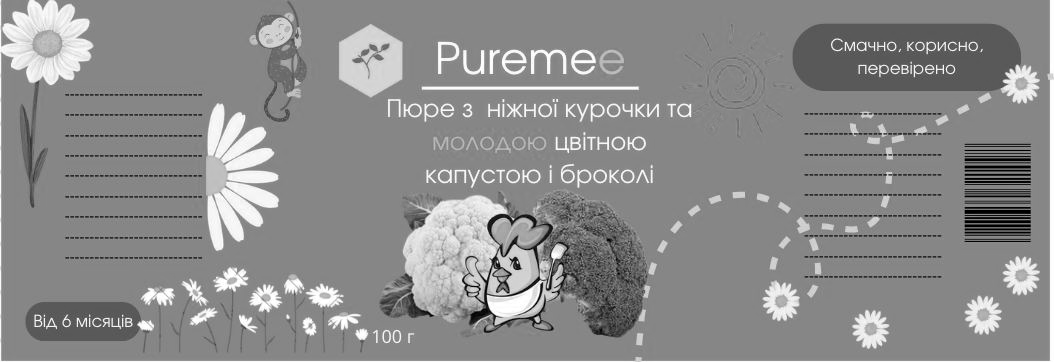 Puremee
Смачно, корисно,
перевірено
Пюре з ніжної курочки та
молодою цвітною
капустою і броколі
Від 6 місяців
100 г